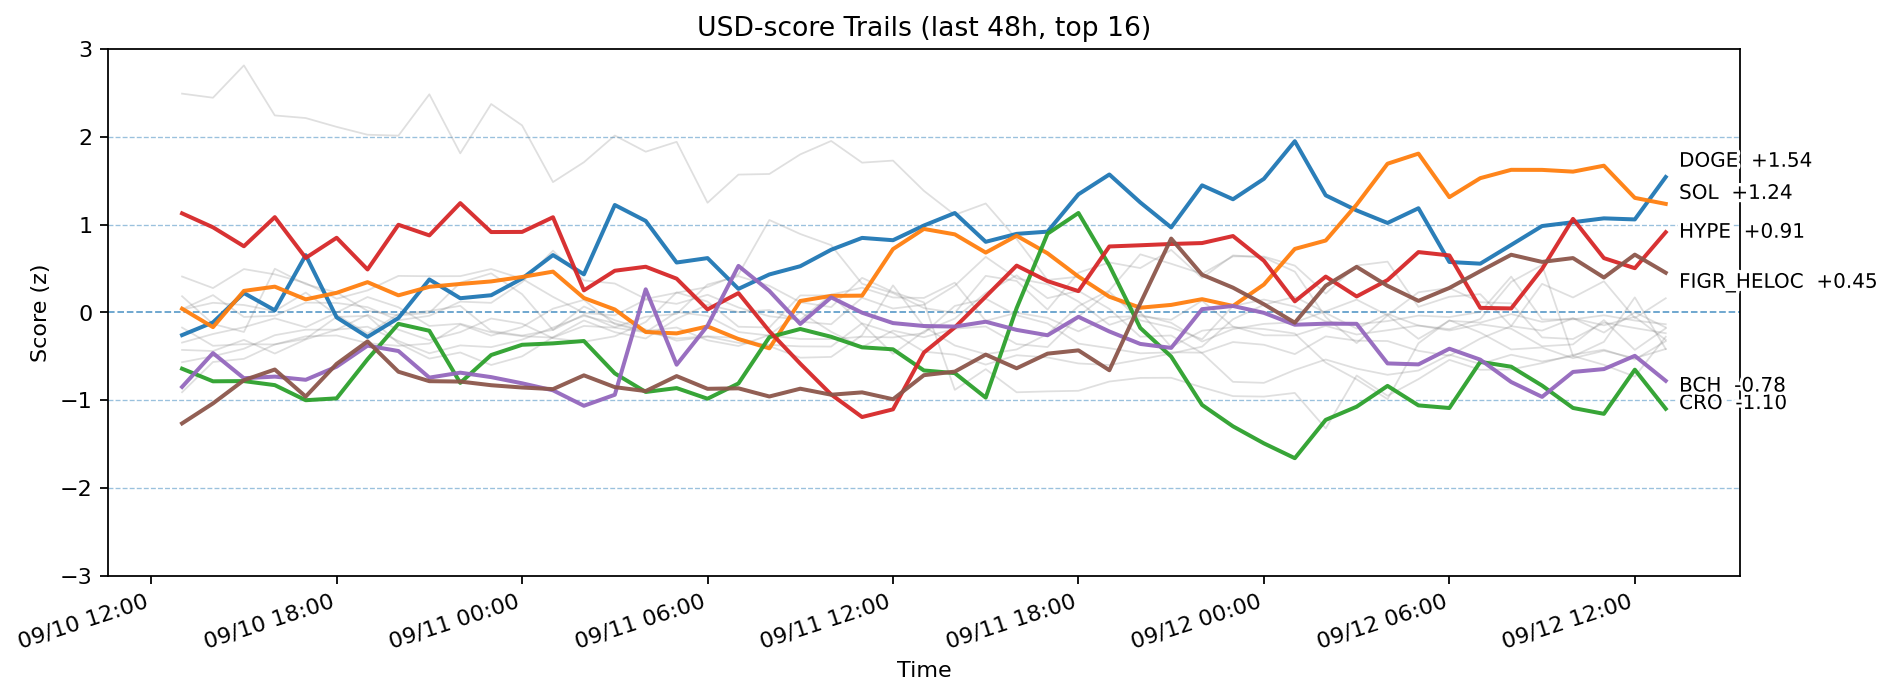 USD-score Trails (last 48h, top 16)
3
2
1
0
−1
−2
−3
Score (z)
DOGE +1.54
SOL +1.24
HYPE +0.91
FIGR_HELOC +0.45
BCH -0.78
CRO -1.10
09/10 12:00
09/10 18:00
09/11 00:00
09/11 06:00
09/11 12:00
09/11 18:00
09/12 00:00
09/12 06:00
09/12 12:00
Time